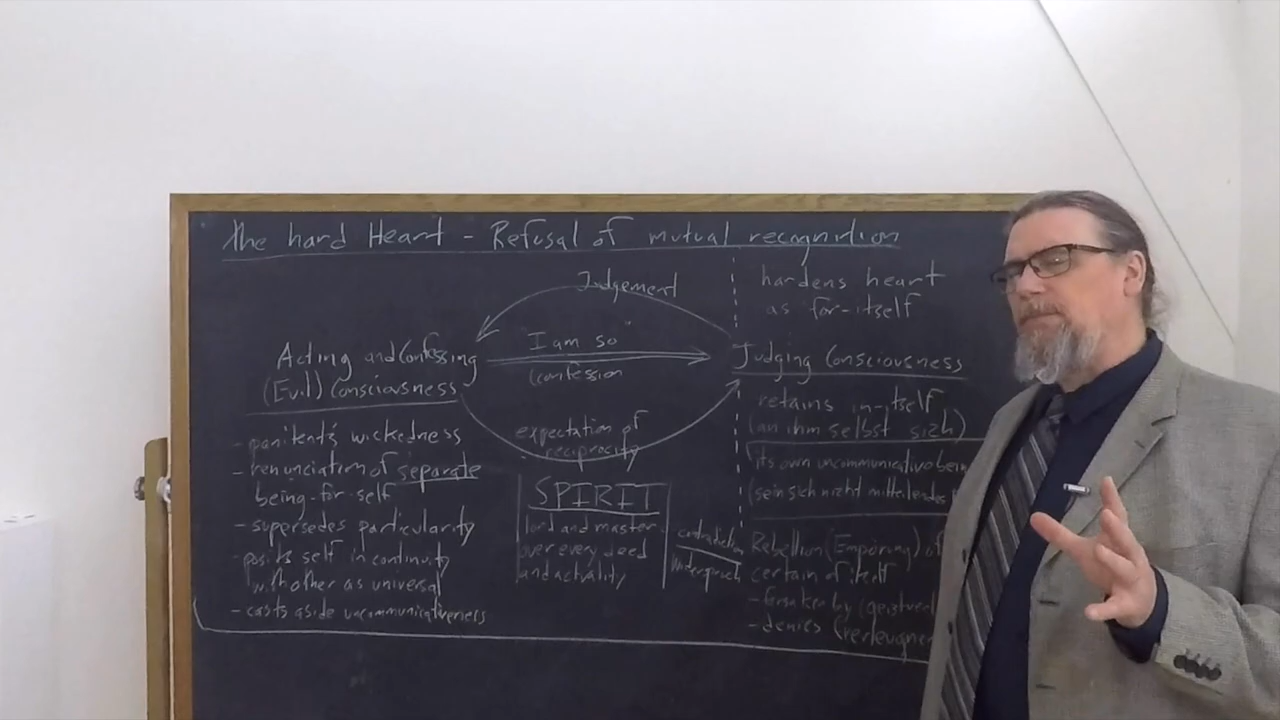 The hard Heart - Refusal of mutual recognition
Judgement
"I am so"
confession
expectation of
reciprocity
Acting and Confessing
(Evil) Consciousness
- penitent's wickedness
- renunciation of separate
being-for-self
- supersedes particularity
- posits self in continuity
with other as universal
- casts aside uncommunicativeness
SPIRIT
lord and master
over every deed
and actuality
contradiction
Widerspruch
hardens heart
as for-itself
Judging Consciousness
retains in-itself
(an ihm selbst sich)
its own uncommunicative
(sein sich nicht mitteilendes
Rebellion (Empörung) of
certain of itself
- forsaken by
- denies